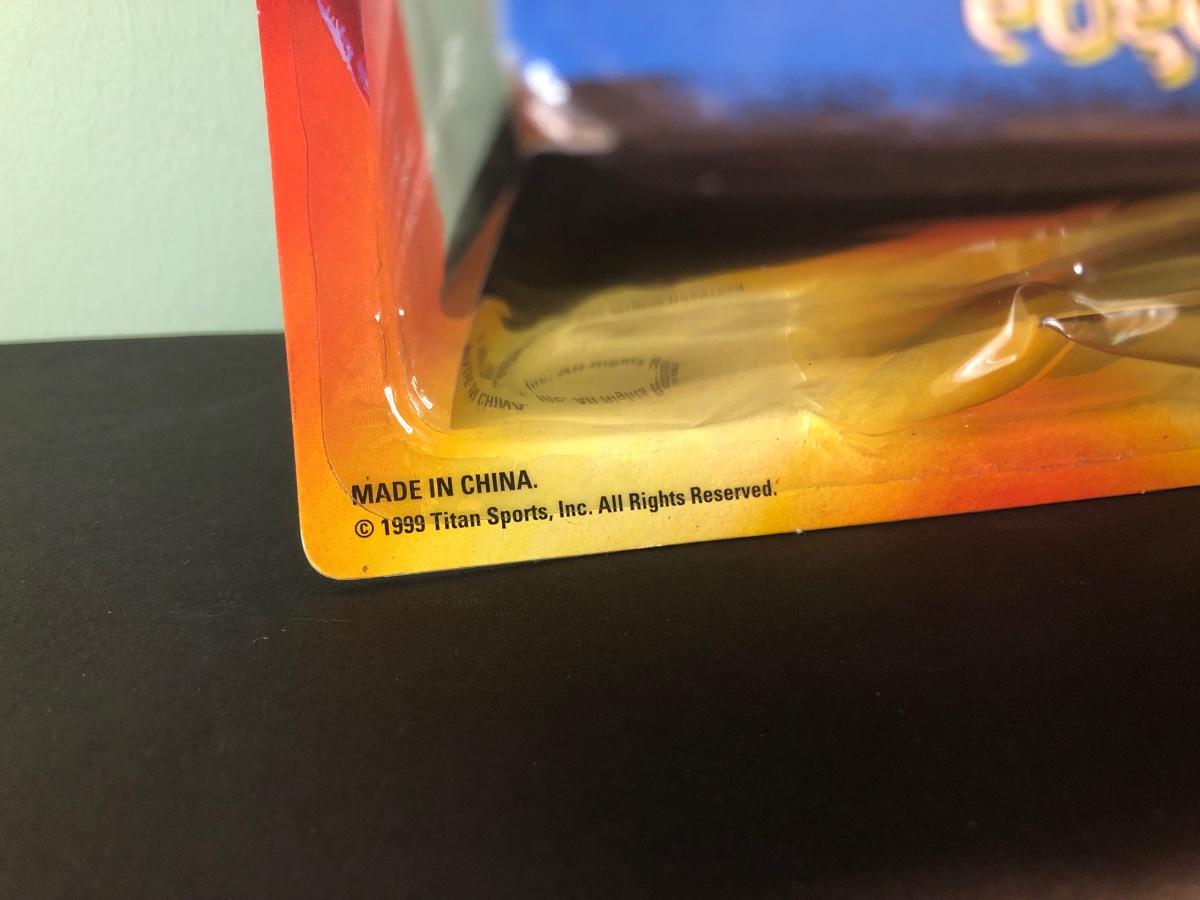 MADE IN CHINA.
© 1999 Titan Sports, Inc. All Rights Reserved.